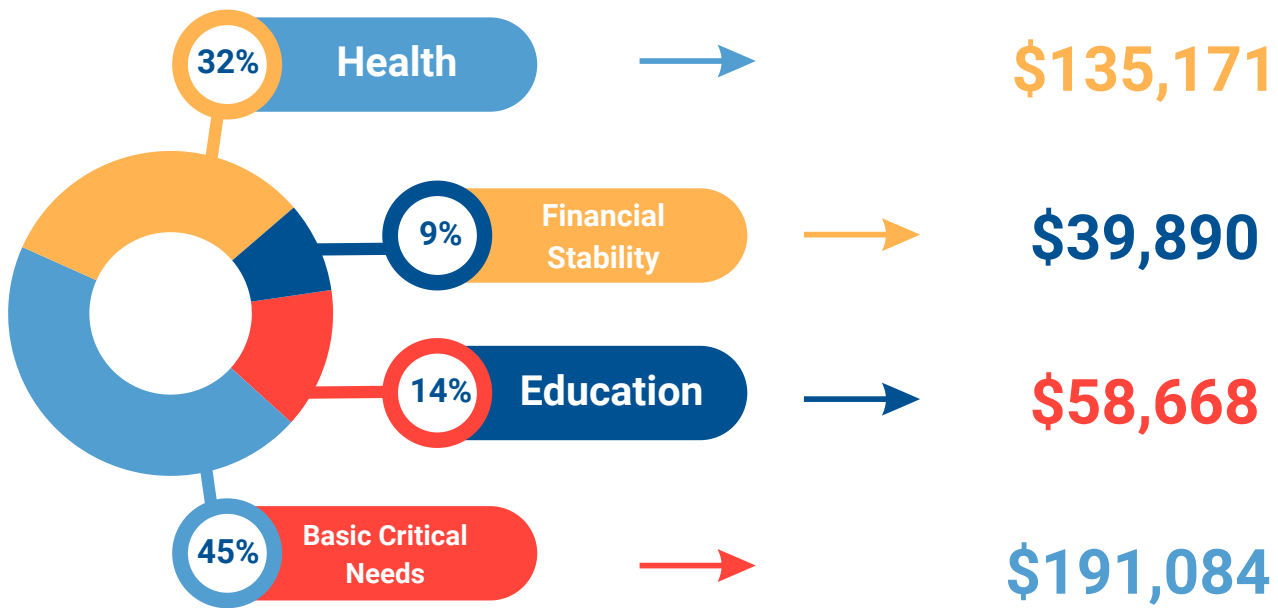 32%
Health
$135,171
9%
Financial
Stability
$39,890
14%
Education
$58,668
45%
Basic Critical
Needs
$191,084